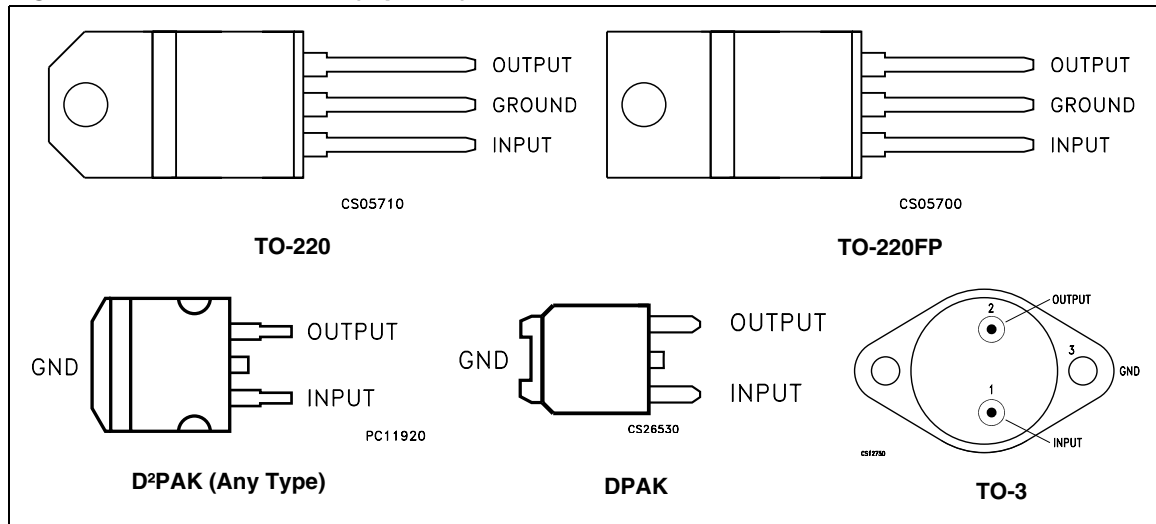 OUTPUT
GROUND
INPUT
CS05710
TO-220
OUTPUT
GROUND
INPUT
CS05700
TO-220FP
GND
OUTPUT
INPUT
PC11920
D²PAK (Any Type)
GND
OUTPUT
INPUT
CS26530
DPAK
2
OUTPUT
3
GND
1
INPUT
CS12730
TO-3